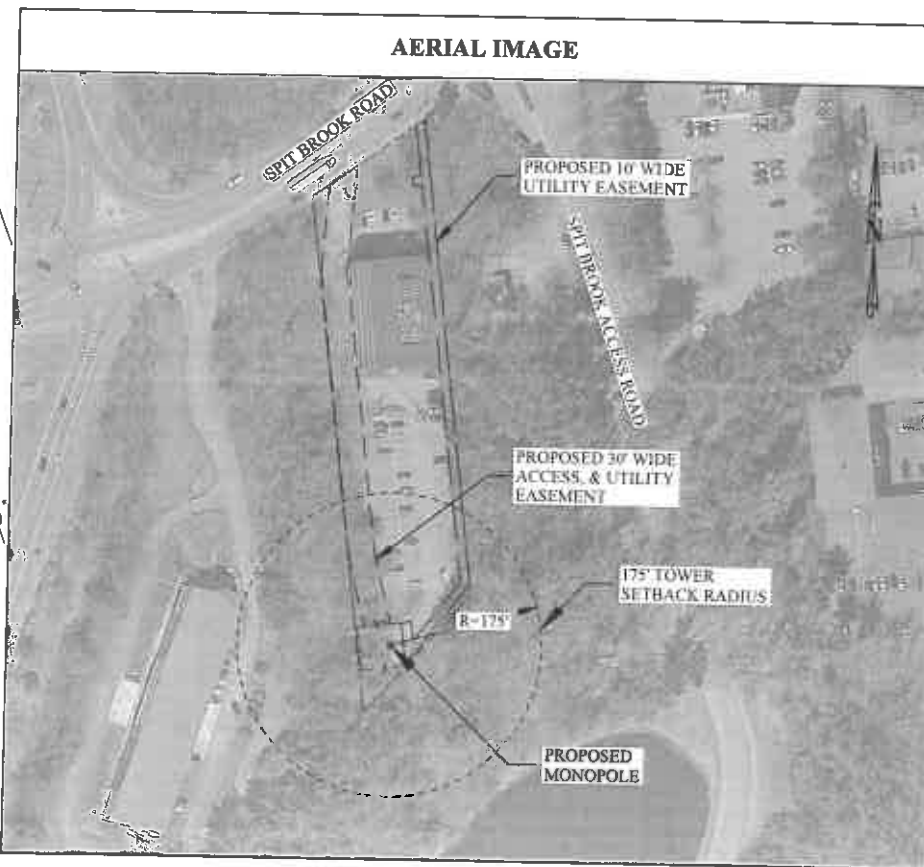 AERIAL IMAGE
SPIT BROOK ROAD
PROPOSED 10' WIDE
UTILITY EASEMENT
N
SPIT BROOK ACCESS ROAD
PROPOSED 30' WIDE
ACCESS, & UTILITY
EASEMENT
175' TOWER
SETBACK RADIUS
R=175'
PROPOSED
MONOPOLE